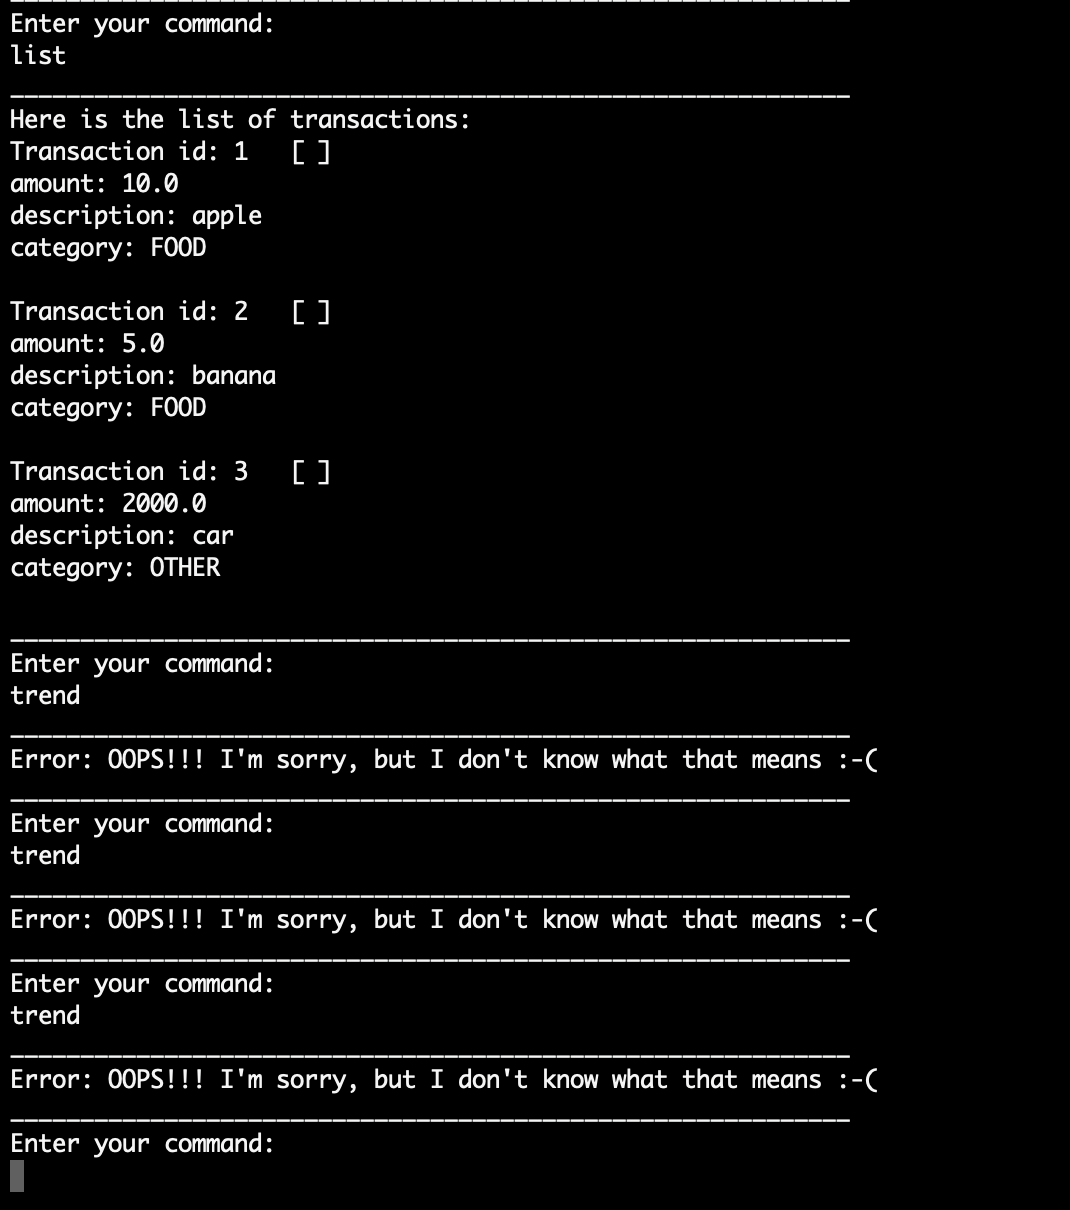 Enter your command:
list
____________________________________________________________
Here is the list of transactions:
Transaction id: 1   [ ]
amount: 10.0
description: apple
category: FOOD

Transaction id: 2   [ ]
amount: 5.0
description: banana
category: FOOD

Transaction id: 3   [ ]
amount: 2000.0
description: car
category: OTHER

____________________________________________________________
Enter your command:
trend
____________________________________________________________
Error: OOPS!!! I'm sorry, but I don't know what that means :-(
____________________________________________________________
Enter your command:
trend
____________________________________________________________
Error: OOPS!!! I'm sorry, but I don't know what that means :-(
____________________________________________________________
Enter your command:
trend
____________________________________________________________
Error: OOPS!!! I'm sorry, but I don't know what that means :-(
____________________________________________________________
Enter your command: